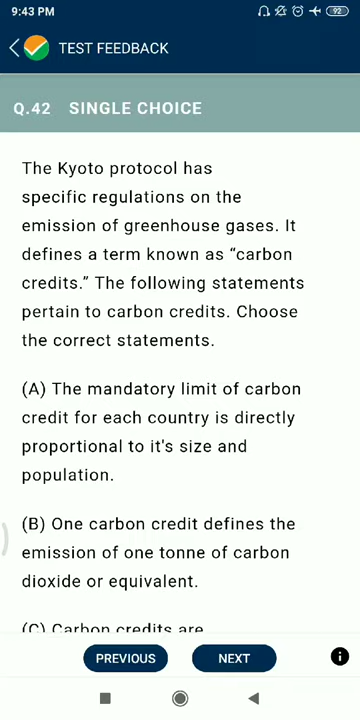 9:43 PM
92
TEST FEEDBACK
Q.42 SINGLE CHOICE
The Kyoto protocol has
specific regulations on the
emission of greenhouse gases. It
defines a term known as “carbon
credits.” The following statements
pertain to carbon credits. Choose
the correct statements.
(A) The mandatory limit of carbon
credit for each country is directly
proportional to it's size and
population.
(B) One carbon credit defines the
emission of one tonne of carbon
dioxide or equivalent.
(C) Carbon credits are
PREVIOUS
NEXT